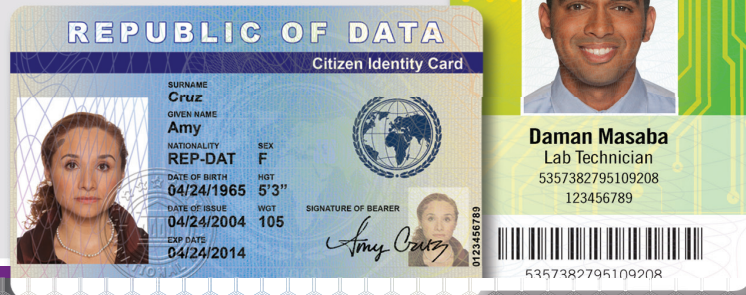 REPUBLIC OF DATA
Citizen Identity Card
SURNAME
Cruz
GIVEN NAME
Amy
NATIONALITY SEX
REP-DAT F
DATE OF BIRTH HGT
04/24/1965 5'3"
DATE OF ISSUE WGT
04/24/2004 105
EXP DATE
04/24/2014
SIGNATURE OF BEARER
Amy Cruz
0123456789
Daman Masaba
Lab Technician
5357382795109208
123456789
5357382795109208